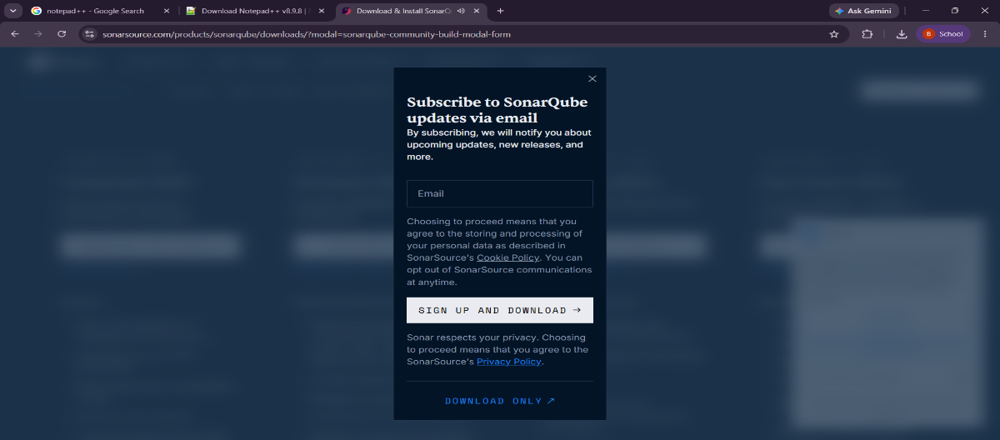 notepad++ - Google Search
Download Notepad++ v8.9.8 |
Download & Install SonarQ
Ask Gemini
sonarsource.com/products/sonarqube/downloads/?modal=sonarqube-community-build-modal-form
B School
Subscribe to SonarQube
updates via email
By subscribing, we will notify you about
upcoming updates, new releases, and
more.
Email
Choosing to proceed means that you
agree to the storing and processing of
your personal data as described in
SonarSource's Cookie Policy. You can
opt out of SonarSource communications
at anytime.
SIGN UP AND DOWNLOAD →
Sonar respects your privacy. Choosing
to proceed means that you agree to the
SonarSource's Privacy Policy.
DOWNLOAD ONLY ↗